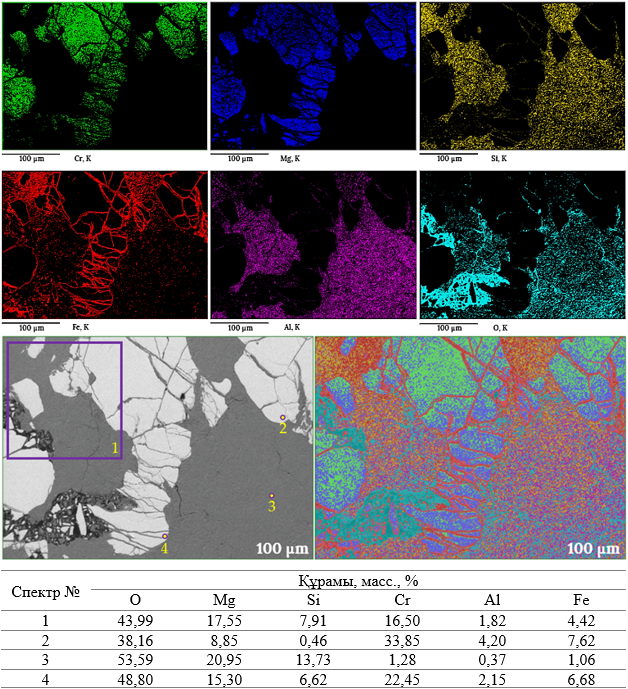 100 µm Cr, K
100 µm Mg, K
100 µm Si, K
100 µm Fe, K
100 µm Al, K
100 µm O, K
1
2
3
4
100 µm
100 µm
Спектр № Құрамы, масс., %
O Mg Si Cr Al Fe
1 43,99 17,55 7,91 16,50 1,82 4,42
2 38,16 8,85 0,46 33,85 4,20 7,62
3 53,59 20,95 13,73 1,28 0,37 1,06
4 48,80 15,30 6,62 22,45 2,15 6,68